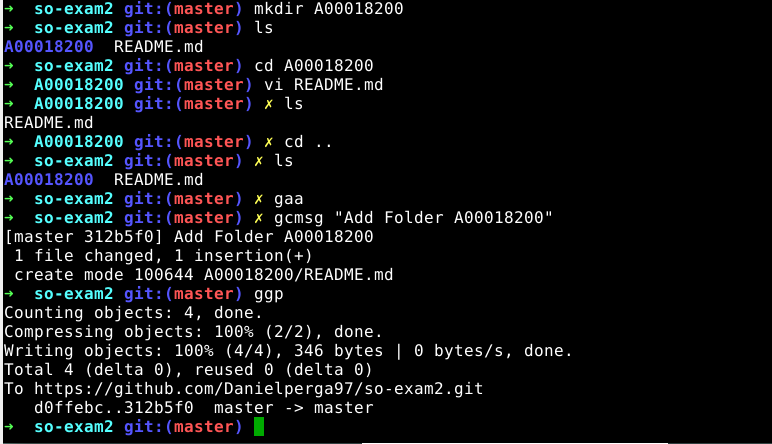 ➜  so-exam2 git:(master) mkdir A00018200
➜  so-exam2 git:(master) ls
A00018200  README.md
➜  so-exam2 git:(master) cd A00018200
➜  A00018200 git:(master) vi README.md
➜  A00018200 git:(master) ✗ ls
README.md
➜  A00018200 git:(master) ✗ cd ..
➜  so-exam2 git:(master) ✗ ls
A00018200  README.md
➜  so-exam2 git:(master) ✗ gaa
➜  so-exam2 git:(master) ✗ gcmsg "Add Folder A00018200"
[master 312b5f0] Add Folder A00018200
 1 file changed, 1 insertion(+)
 create mode 100644 A00018200/README.md
➜  so-exam2 git:(master) ggp
Counting objects: 4, done.
Compressing objects: 100% (2/2), done.
Writing objects: 100% (4/4), 346 bytes | 0 bytes/s, done.
Total 4 (delta 0), reused 0 (delta 0)
To https://github.com/Danielperga97/so-exam2.git
   d0ffebc..312b5f0  master -> master
➜  so-exam2 git:(master)